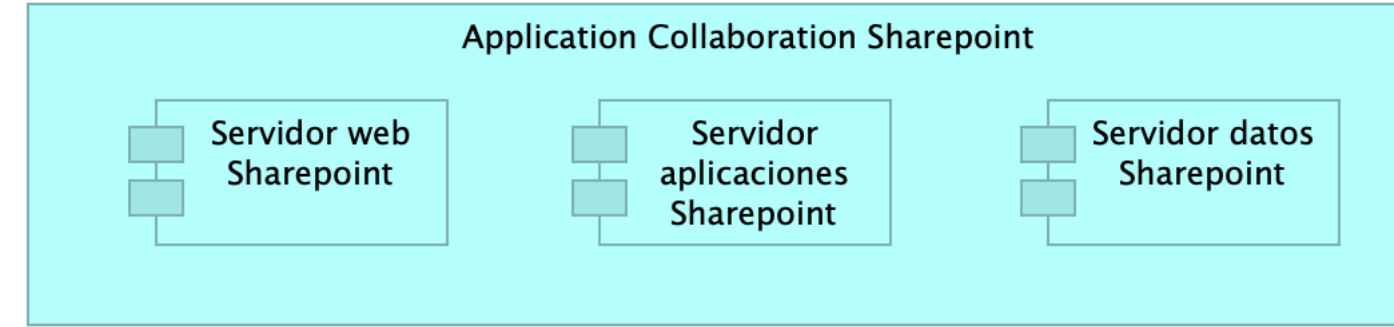 Application Collaboration Sharepoint
Servidor web
Sharepoint
Servidor
aplicaciones
Sharepoint
Servidor datos
Sharepoint